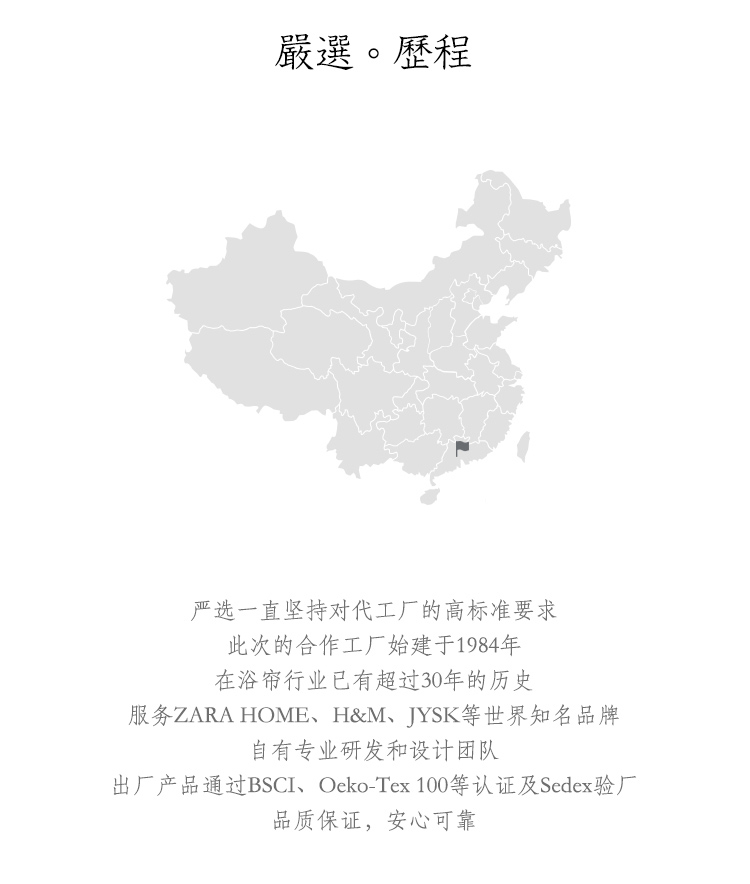 嚴選。歷程
严选一直坚持对代工厂的高标准要求
此次的合作工厂始建于1984年
在浴帘行业已有超过30年的历史
服务ZARA HOME、H&M、JYSK等世界知名品牌
自有专业研发和设计团队
出厂产品通过BSCI、Oeko-Tex 100等认证及Sedex验厂
品质保证，安心可靠